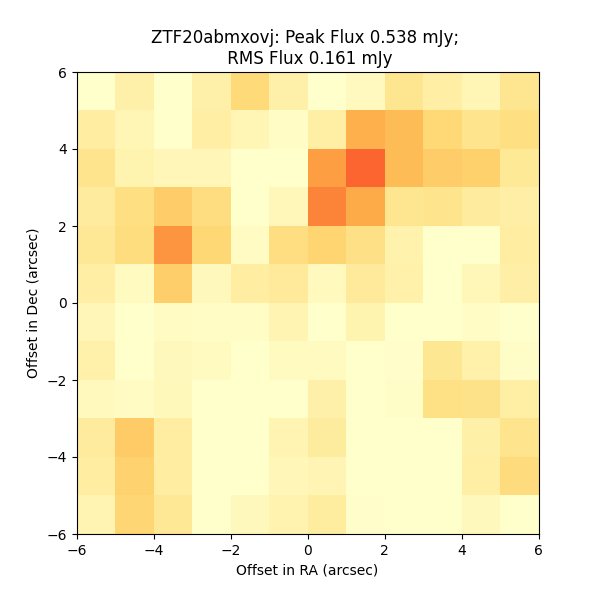 ZTF20abmxovj: Peak Flux 0.538 mJy;
RMS Flux 0.161 mJy
6
4
2
0
−2
−4
−6
Offset in Dec (arcsec)
−6 −4 −2 0 2 4 6
Offset in RA (arcsec)